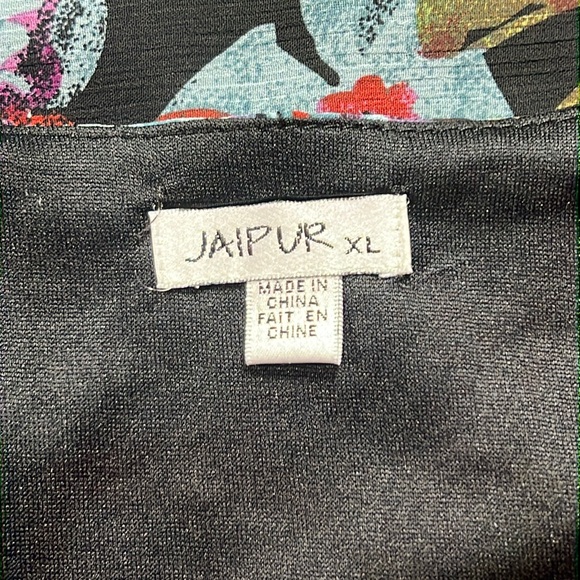 JAIPUR XL
MADE IN
CHINA
FAIT EN
CHINE